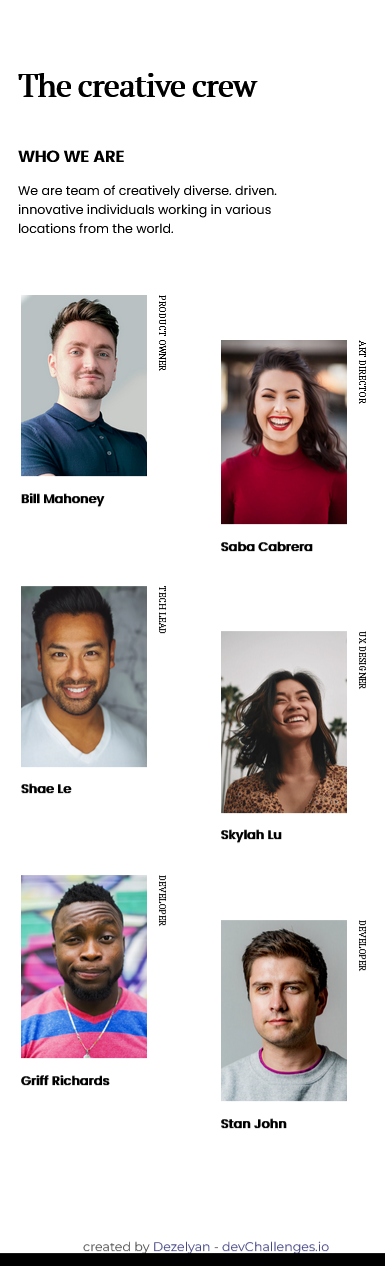 The creative crew
WHO WE ARE
We are team of creatively diverse. driven.
innovative individuals working in various
locations from the world.
PRODUCT OWNER
Bill Mahoney
ART DIRECTOR
Saba Cabrera
TECH LEAD
Shae Le
UX DESIGNER
Skylah Lu
DEVELOPER
Griff Richards
DEVELOPER
Stan John
created by Dezelyan - devChallenges.io